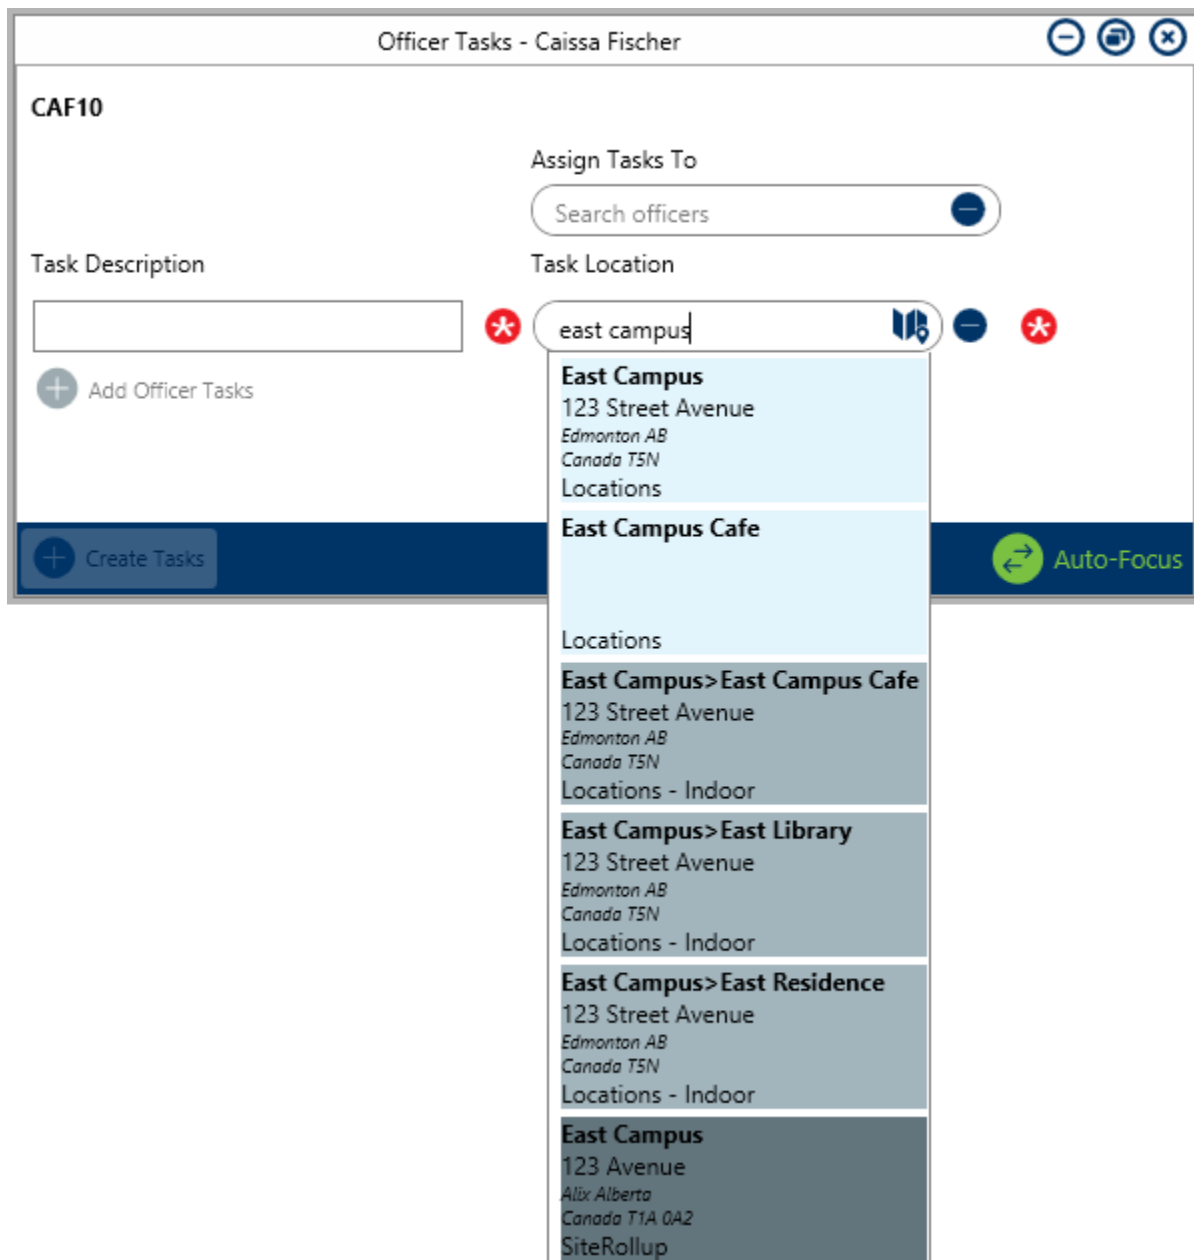 Officer Tasks - Caissa Fischer
CAF10
Assign Tasks To
Search officers
Task Description
Task Location
east campus
Add Officer Tasks
East Campus
123 Street Avenue
Edmonton AB
Canada T5N
Locations
East Campus Cafe
Locations
Create Tasks
Auto-Focus
East Campus>East Campus Cafe
123 Street Avenue
Edmonton AB
Canada T5N
Locations - Indoor
East Campus>East Library
123 Street Avenue
Edmonton AB
Canada T5N
Locations - Indoor
East Campus>East Residence
123 Street Avenue
Edmonton AB
Canada T5N
Locations - Indoor
East Campus
123 Avenue
Alix Alberta
Canada T1A 0A2
SiteRollup